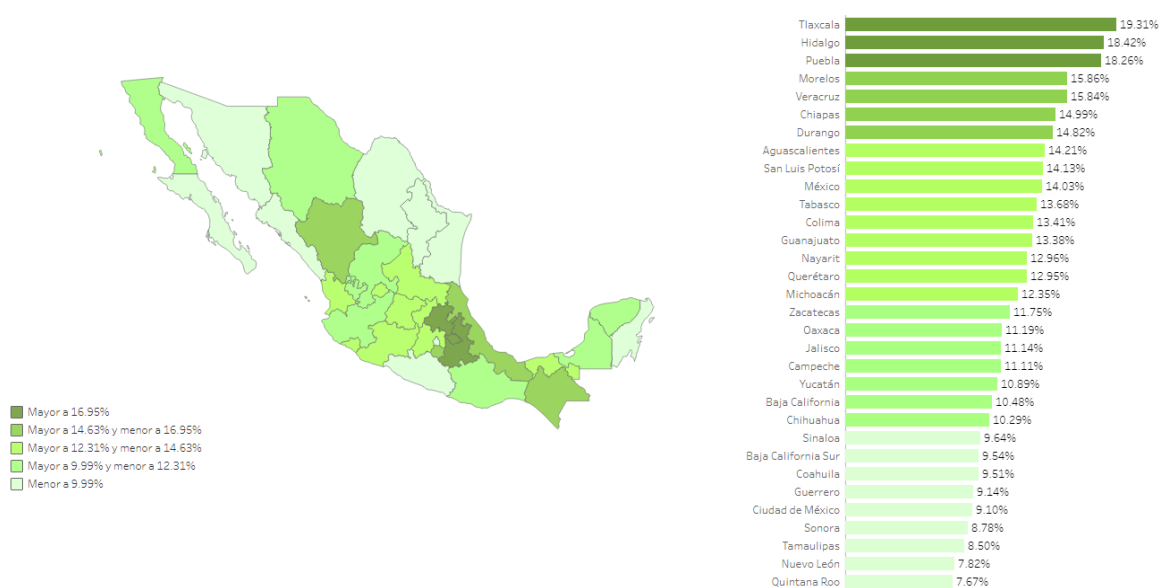 Mayor a 16.95%
Mayor a 14.63% y menor a 16.95%
Mayor a 12.31% y menor a 14.63%
Mayor a 9.99% y menor a 12.31%
Menor a 9.99%
Tlaxcala 19.31%
Hidalgo 18.42%
Puebla 18.26%
Morelos 15.86%
Veracruz 15.84%
Chiapas 14.99%
Durango 14.82%
Aguascalientes 14.21%
San Luis Potosí 14.13%
México 14.03%
Tabasco 13.68%
Colima 13.41%
Guanajuato 13.38%
Nayarit 12.96%
Querétaro 12.95%
Michoacán 12.35%
Zacatecas 11.75%
Oaxaca 11.19%
Jalisco 11.14%
Campeche 11.11%
Yucatán 10.89%
Baja California 10.48%
Chihuahua 10.29%
Sinaloa 9.64%
Baja California Sur 9.54%
Coahuila 9.51%
Guerrero 9.14%
Ciudad de México 9.10%
Sonora 8.78%
Tamaulipas 8.50%
Nuevo León 7.82%
Quintana Roo 7.67%